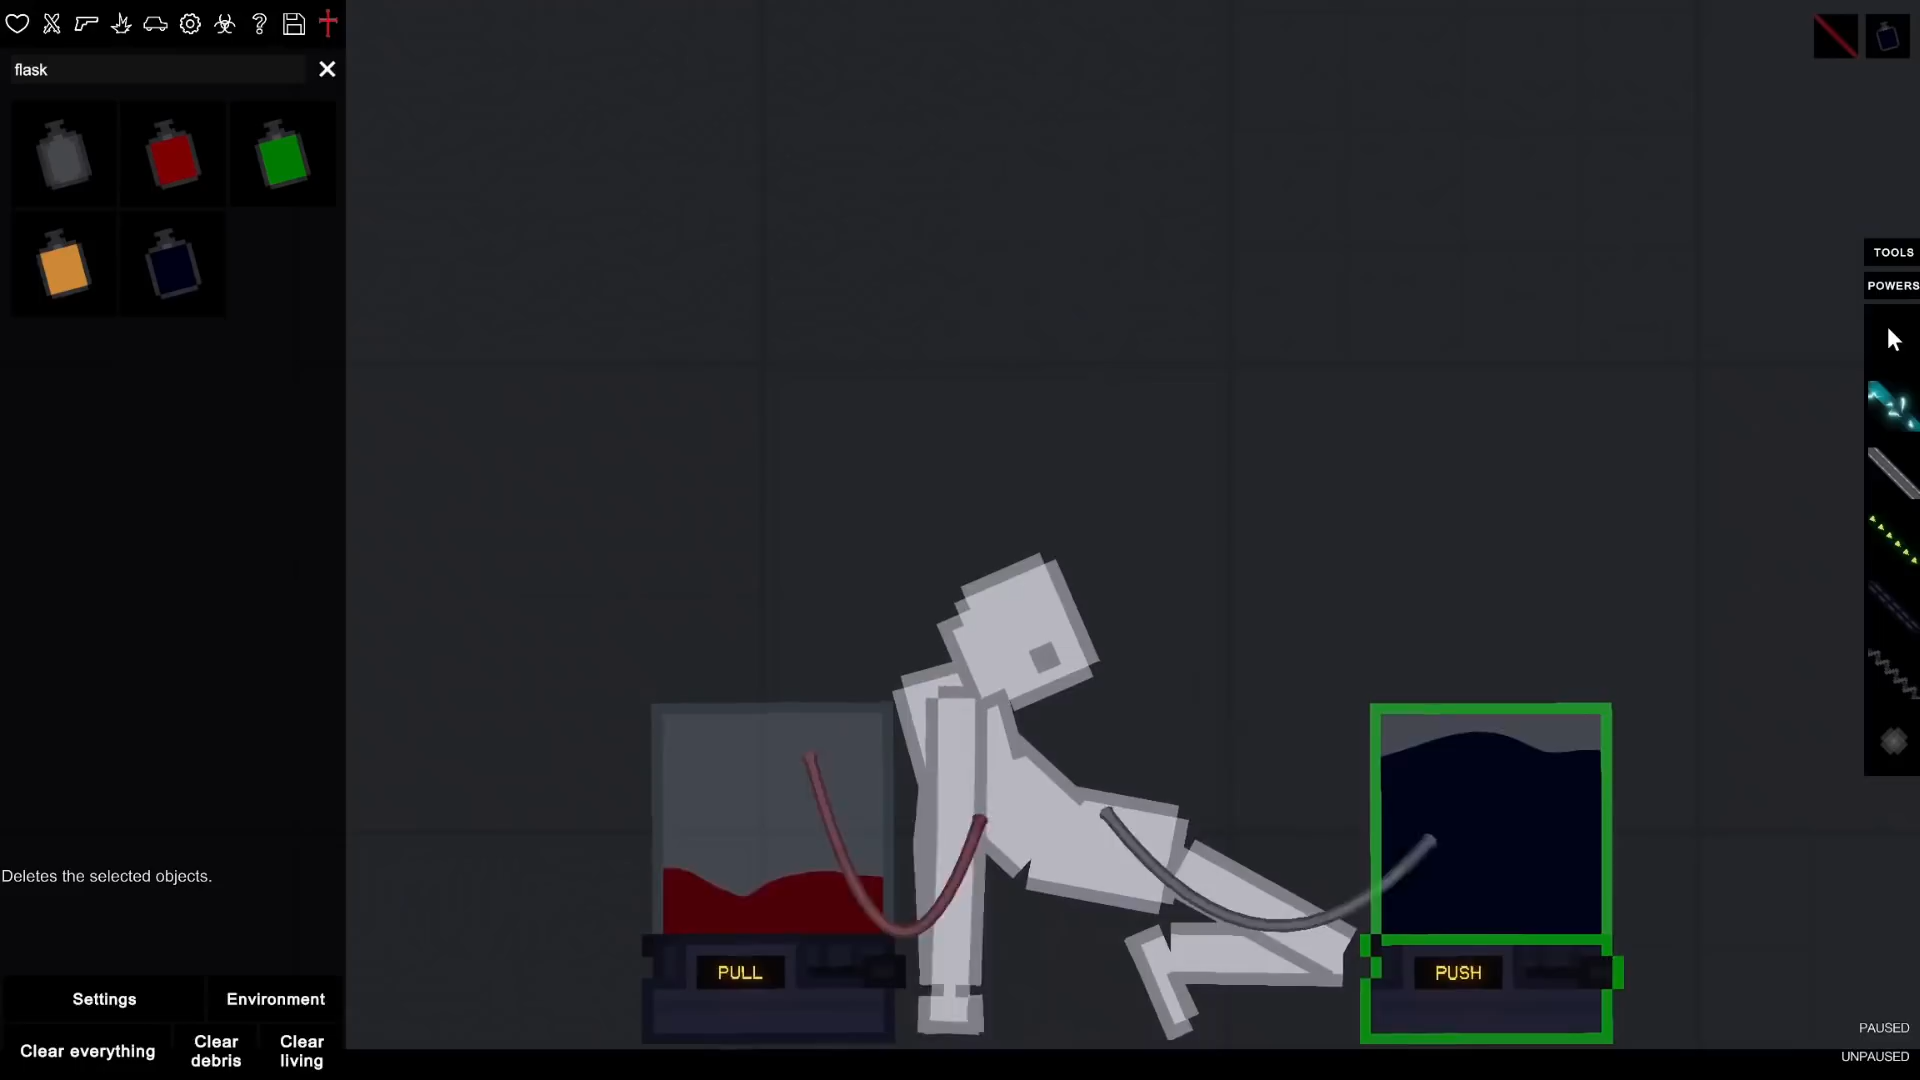 flask
TOOLS
POWERS
Deletes the selected objects.
PULL
PUSH
Settings
Environment
Clear everything
Clear debris
Clear living
PAUSED
UNPAUSED